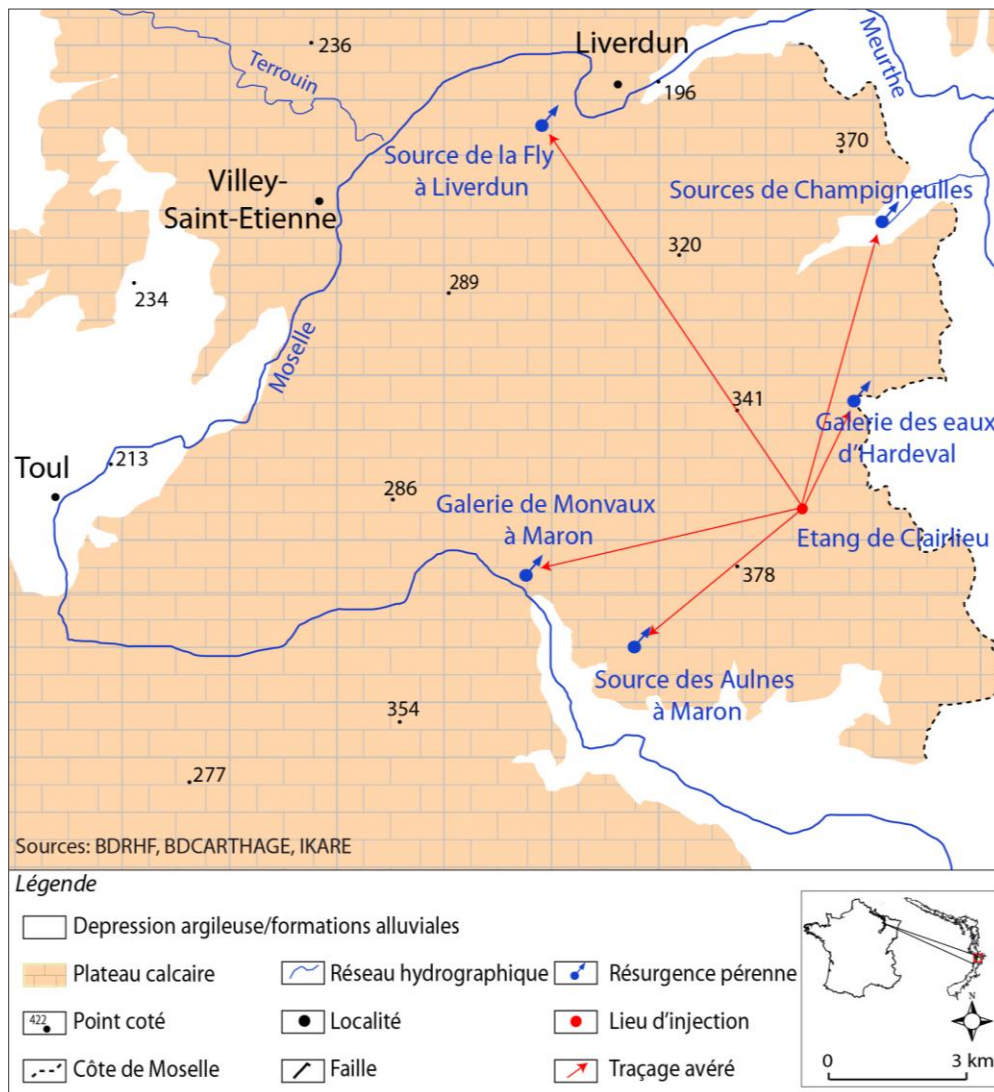 236
Liverdun
Meurthe
Terrouin
196
370
Source de la Fly
à Liverdun
Villey-
Saint-Etienne
Sources de Champigneulles
320
234
289
Moselle
341
Galerie des eaux
d'Hardeval
Toul
213
286
Galerie de Monvaux
à Maron
Etang de Clairlieu
378
Source des Aulnes
à Maron
354
277
Sources: BDRHF, BDCARTHAGE, IKARE
Légende
Depression argileuse/formations alluviales
Plateau calcaire
Réseau hydrographique
Résurgence pérenne
422
Point coté
Localité
Lieu d'injection
Côte de Moselle
Faille
Traçage avéré
N
0
3 km